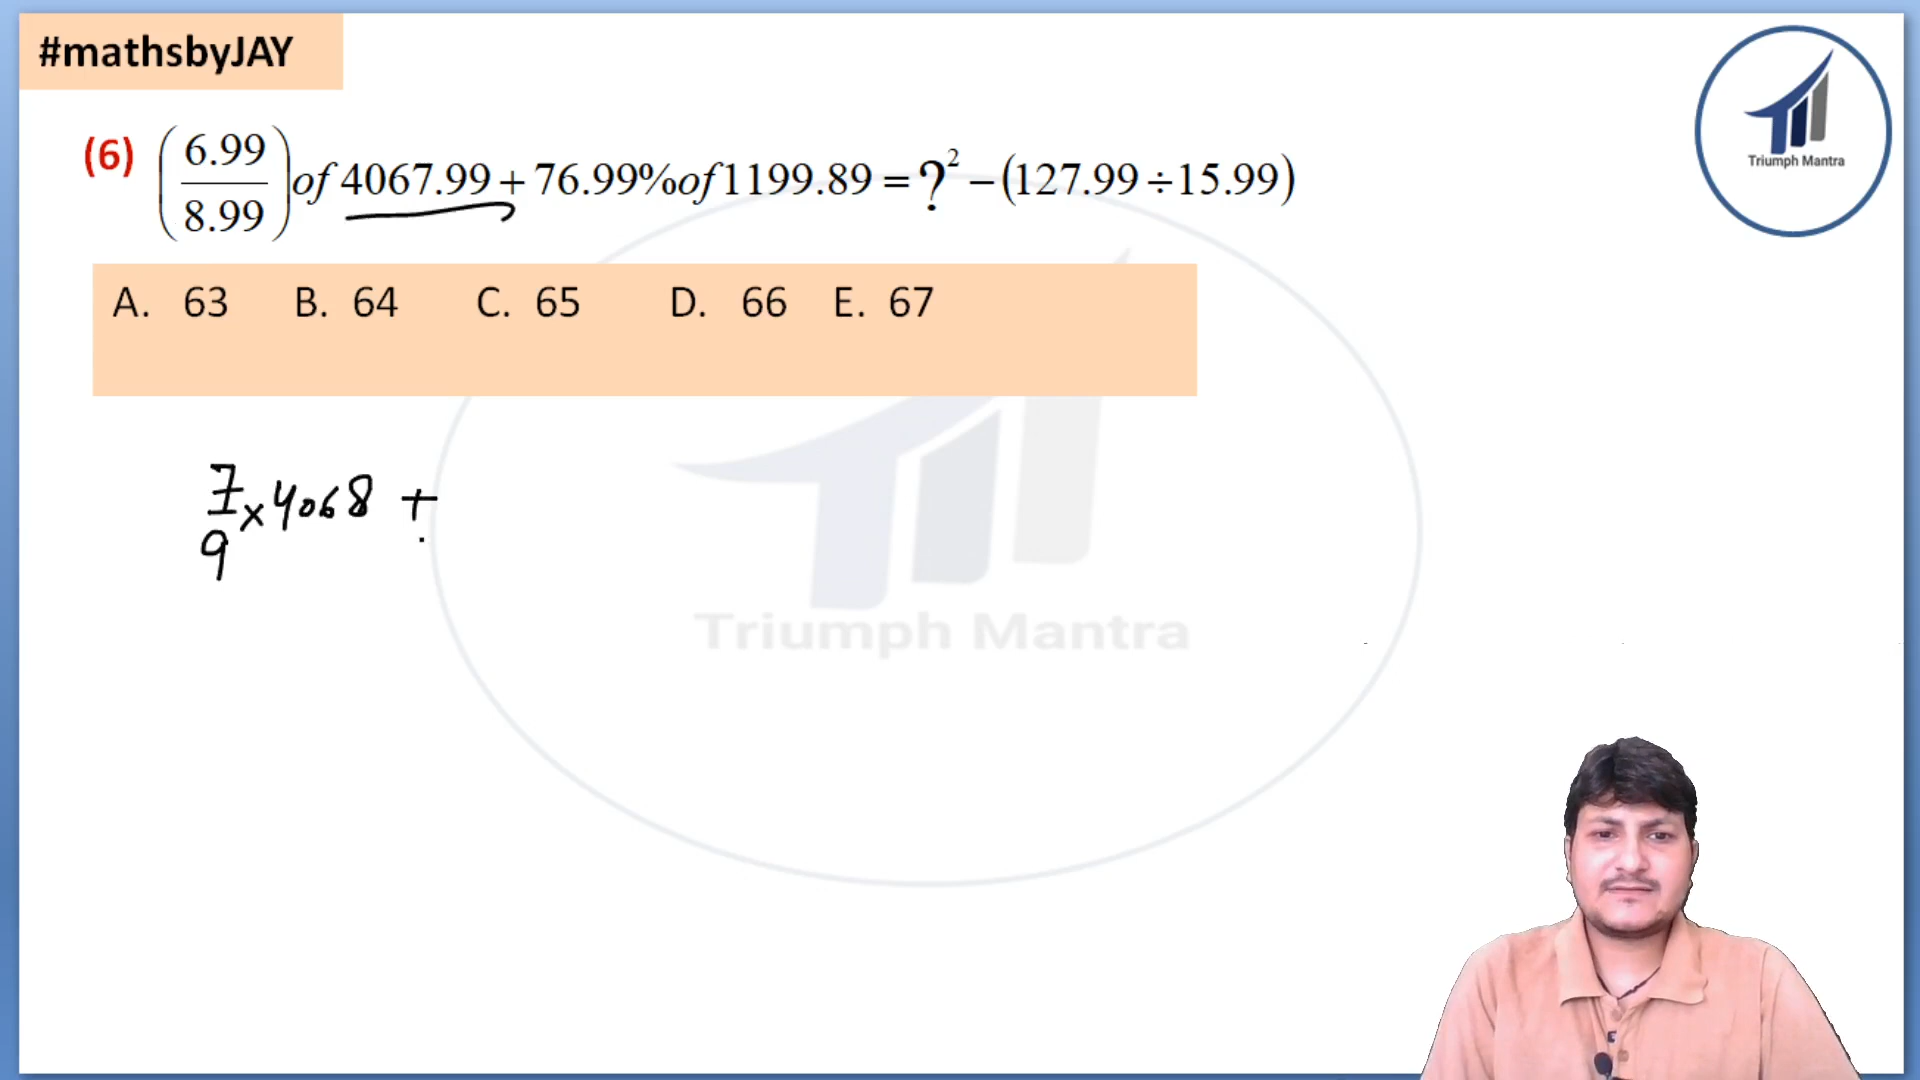 #mathsbyJAY
Triumph Mantra
(6) (6.99/8.99) of 4067.99 + 76.99% of 1199.89 = ?² − (127.99 ÷ 15.99)
A. 63 B. 64 C. 65 D. 66 E. 67
7/9 × 4068 +
Triumph Mantra